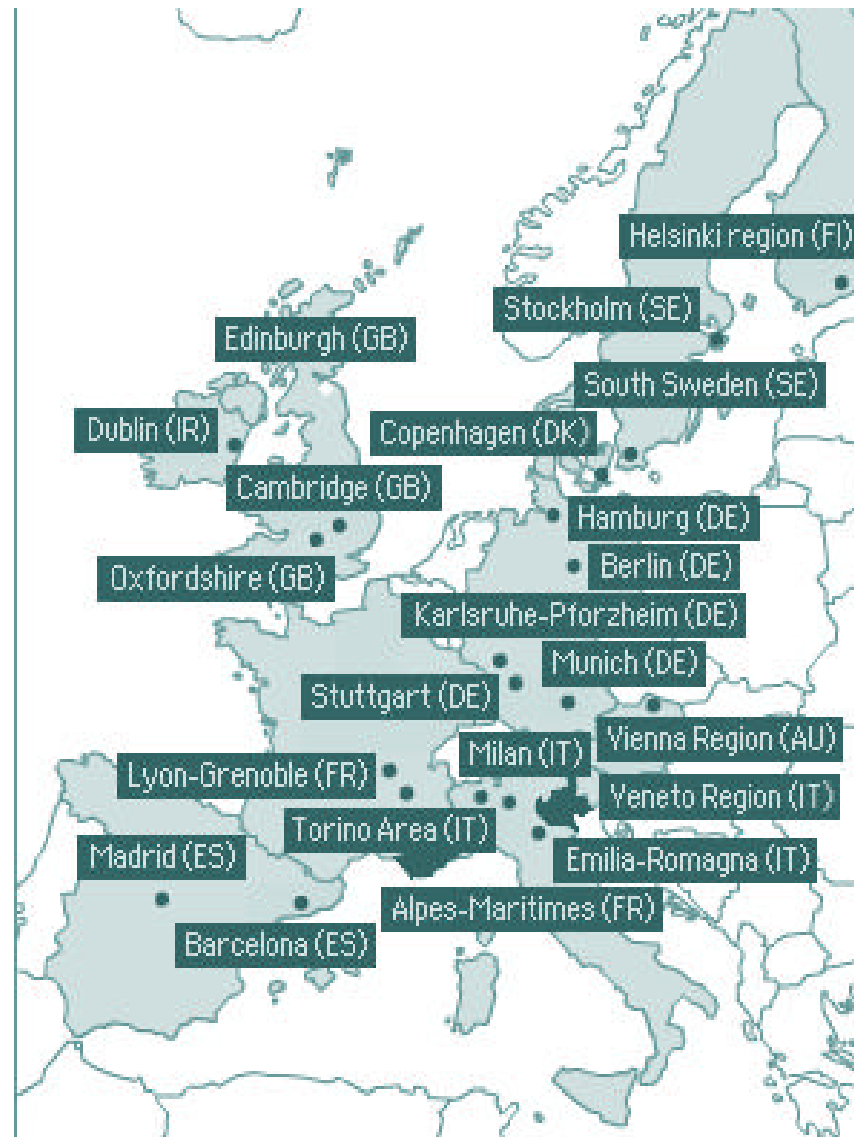 Helsinki region (FI)
Stockholm (SE)
Edinburgh (GB)
South Sweden (SE)
Dublin (IR)
Copenhagen (DK)
Cambridge (GB)
Hamburg (DE)
Berlin (DE)
Oxfordshire (GB)
Karlsruhe-Pforzheim (DE)
Munich (DE)
Stuttgart (DE)
Vienna Region (AU)
Milan (IT)
Lyon-Grenoble (FR)
Veneto Region (IT)
Torino Area (IT)
Madrid (ES)
Emilia-Romagna (IT)
Alpes-Maritimes (FR)
Barcelona (ES)